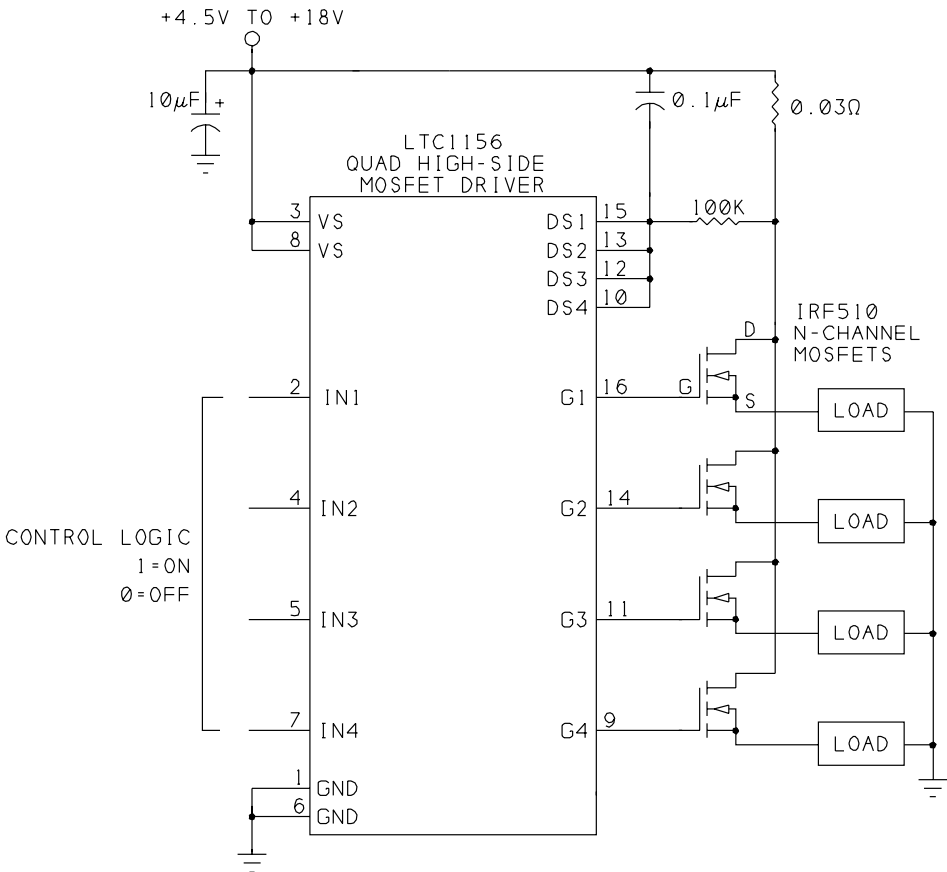 +4.5V TO +18V
10µF +
0.1µF
0.03Ω
LTC1156
QUAD HIGH-SIDE
MOSFET DRIVER
3 VS
8 VS
DS1 15
DS2 13
DS3 12
DS4 10
100K
IRF510
N-CHANNEL
MOSFETS
D
G
S
2 IN1
G1 16
LOAD
4 IN2
G2 14
LOAD
CONTROL LOGIC
1=ON
0=OFF
5 IN3
G3 11
LOAD
7 IN4
G4 9
LOAD
1 GND
6 GND